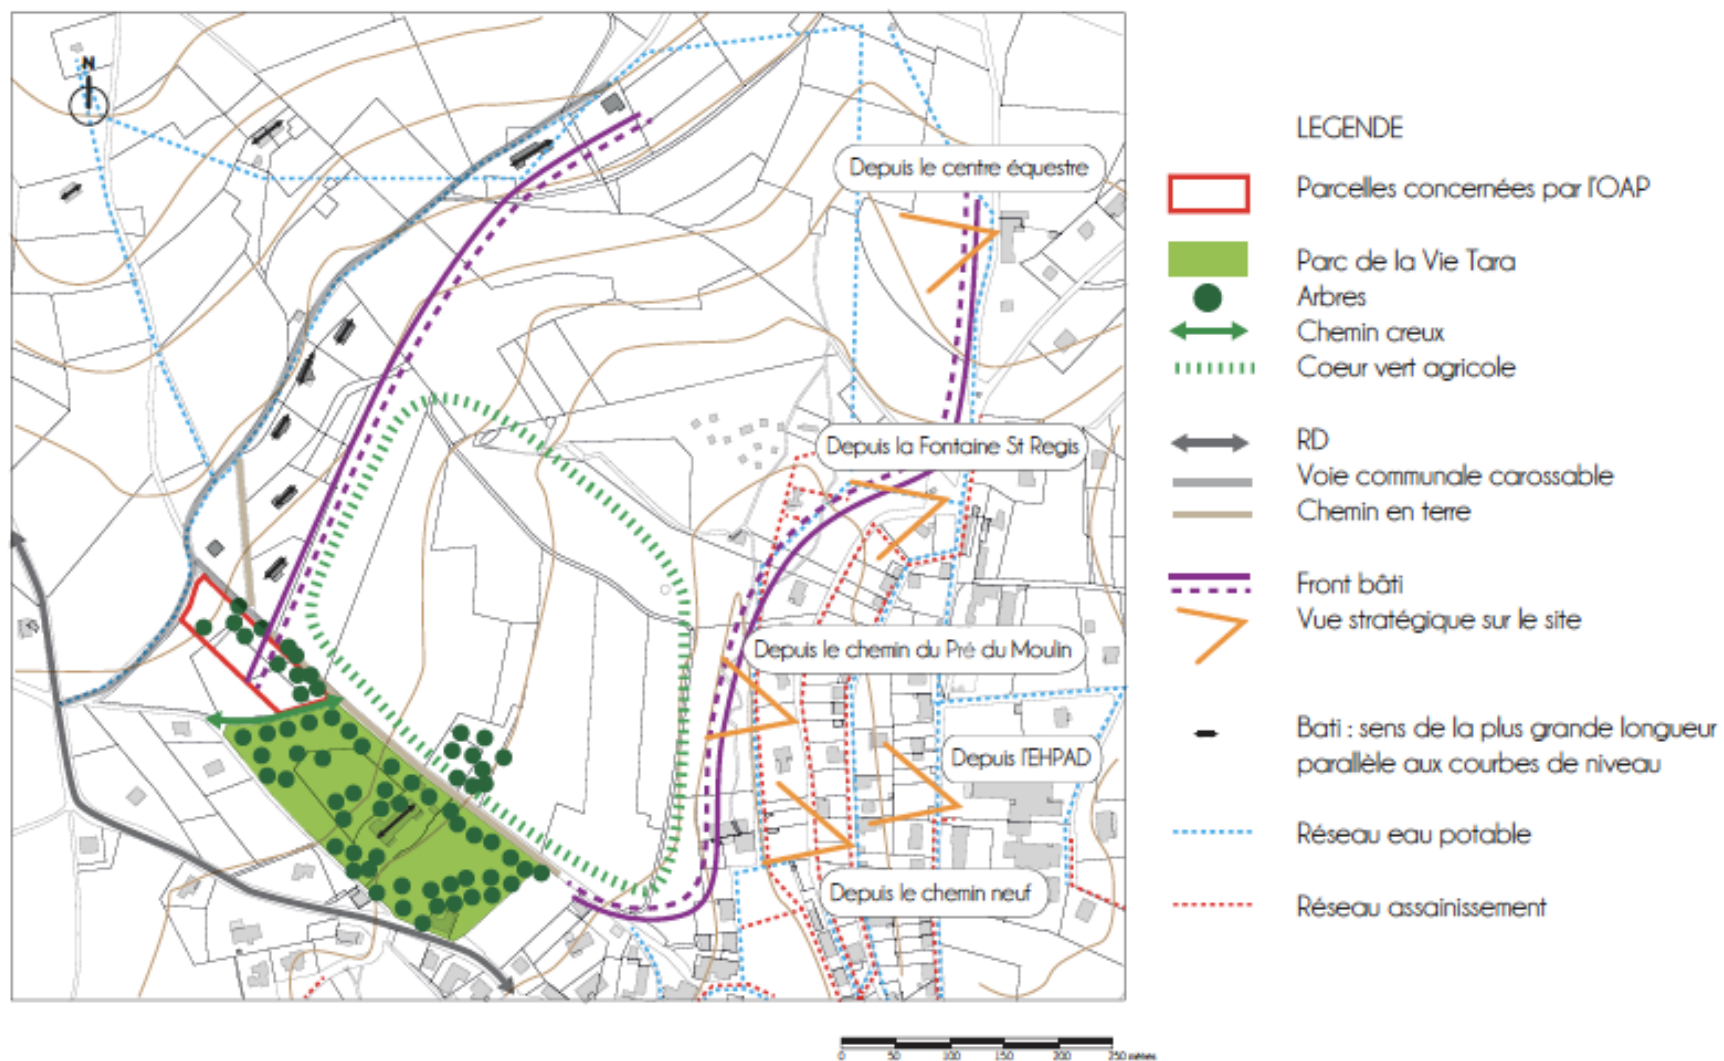 N
Depuis le centre équestre
Depuis la Fontaine St Regis
Depuis le chemin du Pré du Moulin
Depuis l'EHPAD
Depuis le chemin neuf
LEGENDE
Parcelles concernées par l'OAP
Parc de la Vie Tara
Arbres
Chemin creux
Coeur vert agricole
RD
Voie communale carossable
Chemin en terre
Front bâti
Vue stratégique sur le site
Bati : sens de la plus grande longueur
parallèle aux courbes de niveau
Réseau eau potable
Réseau assainissement
0 50 100 150 200 250 mètres